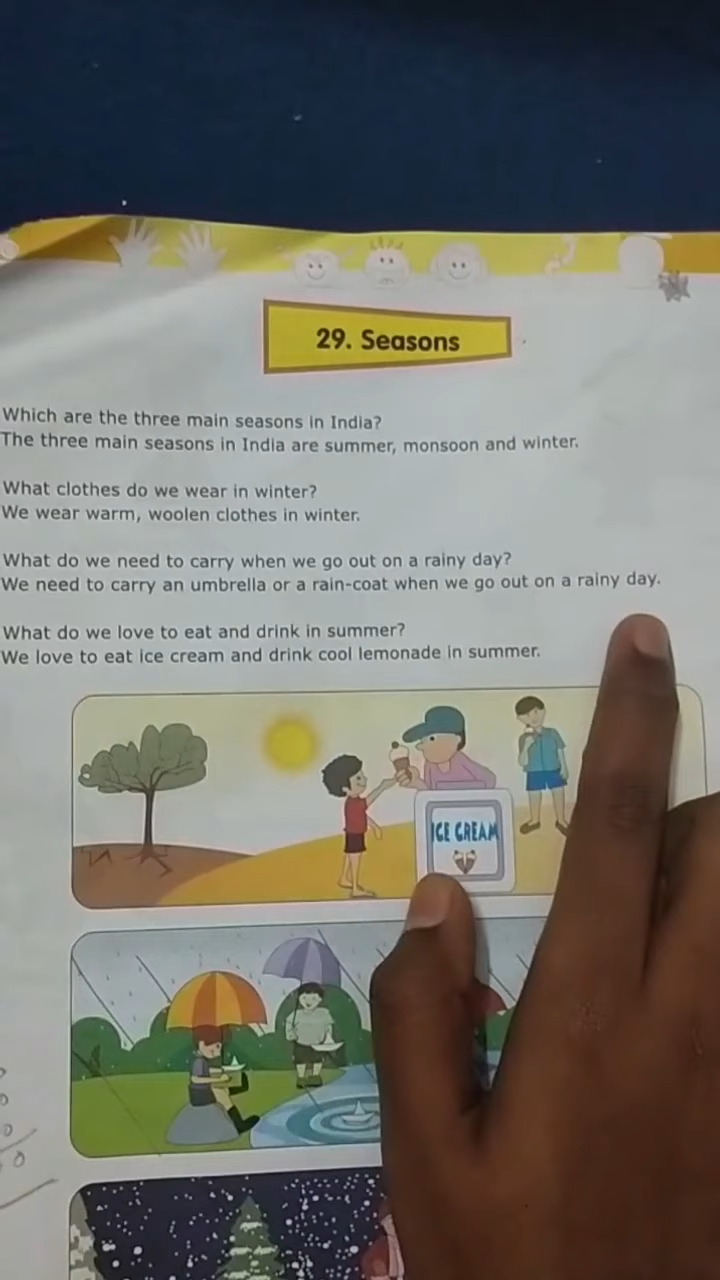 29. Seasons
Which are the three main seasons in India?
The three main seasons in India are summer, monsoon and winter.
What clothes do we wear in winter?
We wear warm, woolen clothes in winter.
What do we need to carry when we go out on a rainy day?
We need to carry an umbrella or a rain-coat when we go out on a rainy day.
What do we love to eat and drink in summer?
We love to eat ice cream and drink cool lemonade in summer.
ICE CREAM